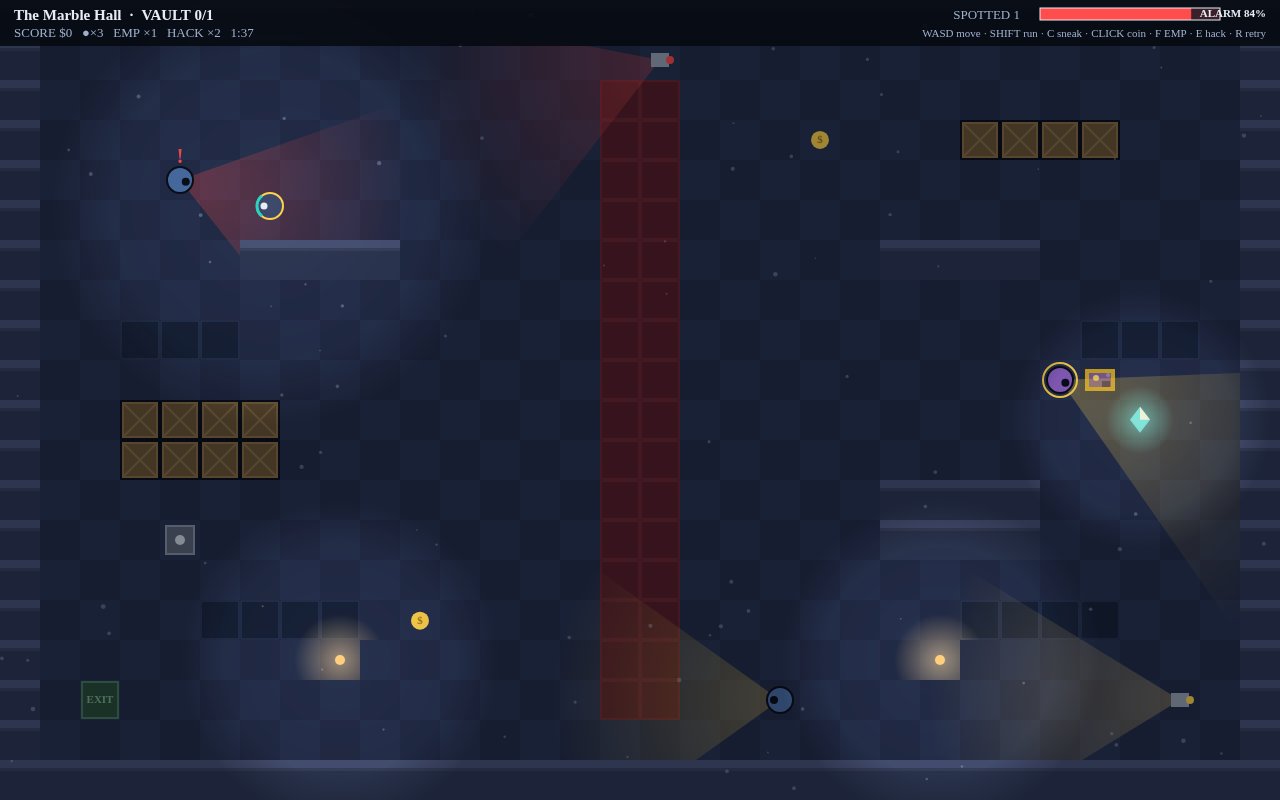 The Marble Hall · VAULT 0/1
SCORE $0 ●×3 EMP ×1 HACK ×2 1:37
SPOTTED 1
ALARM 84%
WASD move · SHIFT run · C sneak · CLICK coin · F EMP · E hack · R retry
$
!
$
EXIT